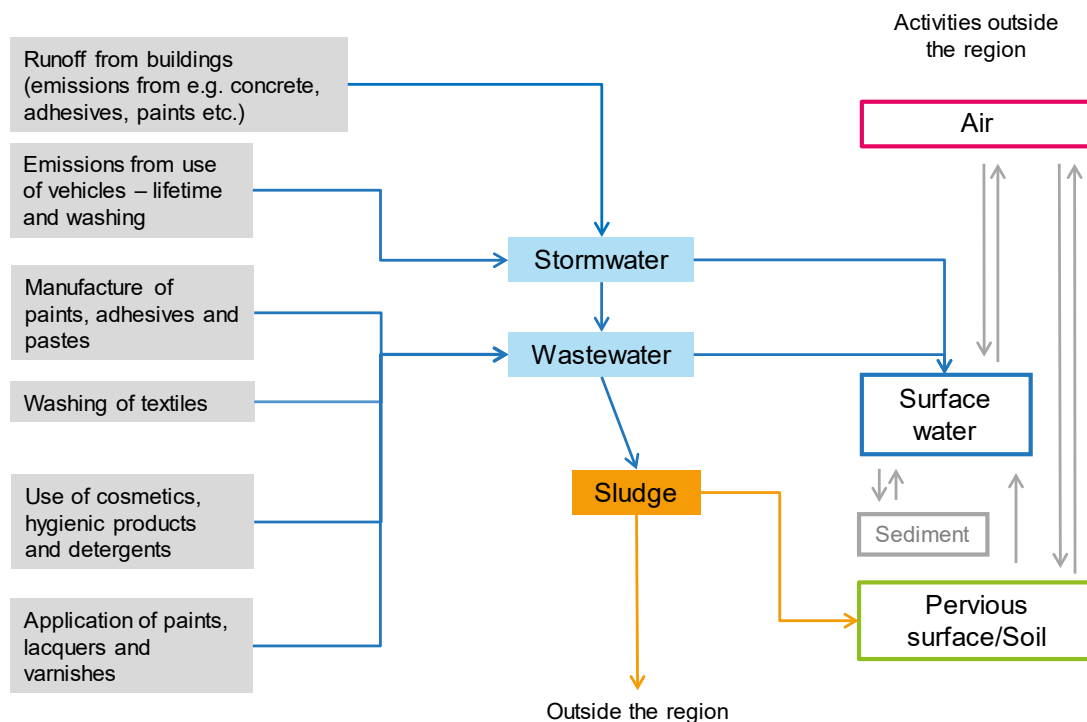 Activities outside
the region
Runoff from buildings
(emissions from e.g. concrete,
adhesives, paints etc.)
Air
Emissions from use
of vehicles – lifetime
and washing
Stormwater
Manufacture of
paints, adhesives and
pastes
Wastewater
Washing of textiles
Surface
water
Use of cosmetics,
hygienic products
and detergents
Sludge
Sediment
Application of paints,
lacquers and
varnishes
Pervious
surface/Soil
Outside the region